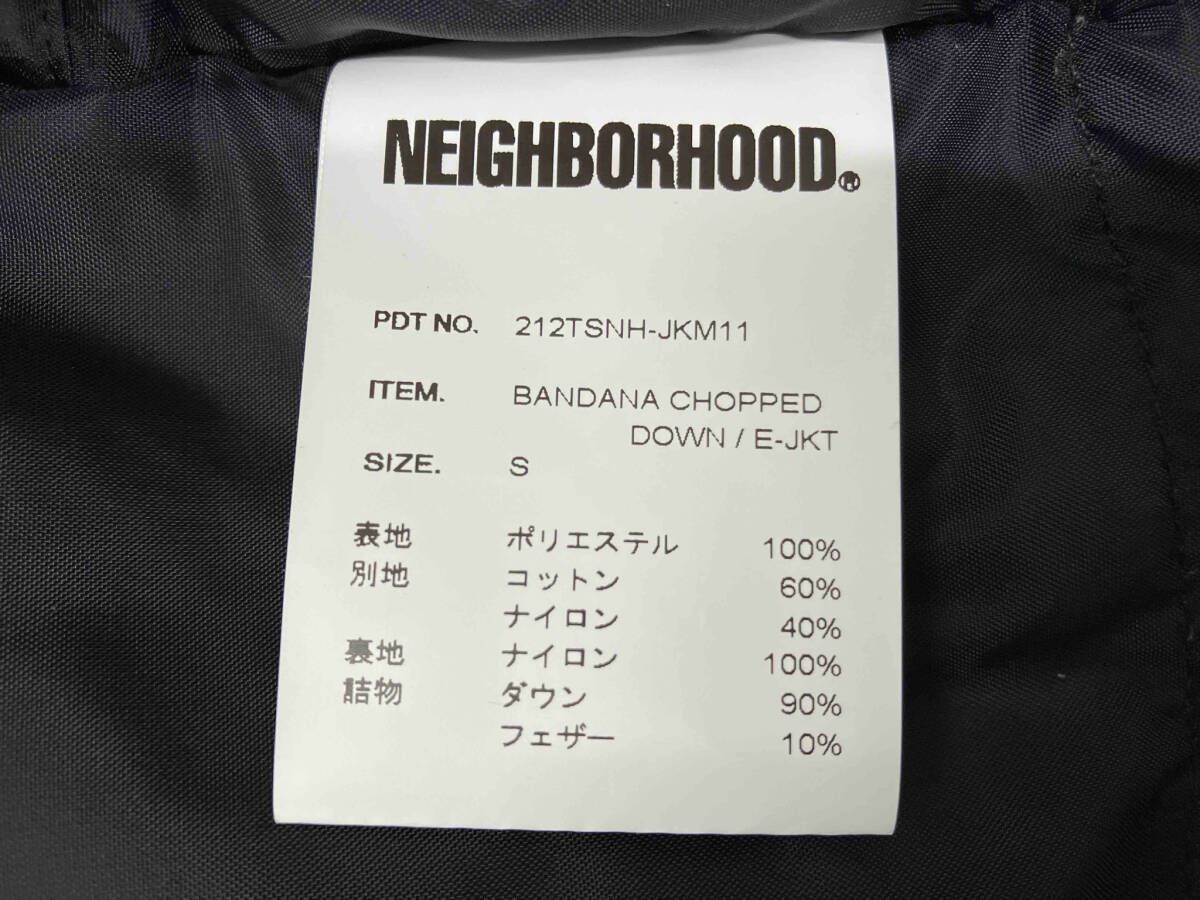 NEIGHBORHOOD®
PDT NO. 212TSNH-JKM11
ITEM. BANDANA CHOPPED
DOWN / E-JKT
SIZE. S
表地 ポリエステル 100%
別地 コットン 60%
ナイロン 40%
裏地 ナイロン 100%
詰物 ダウン 90%
フェザー 10%